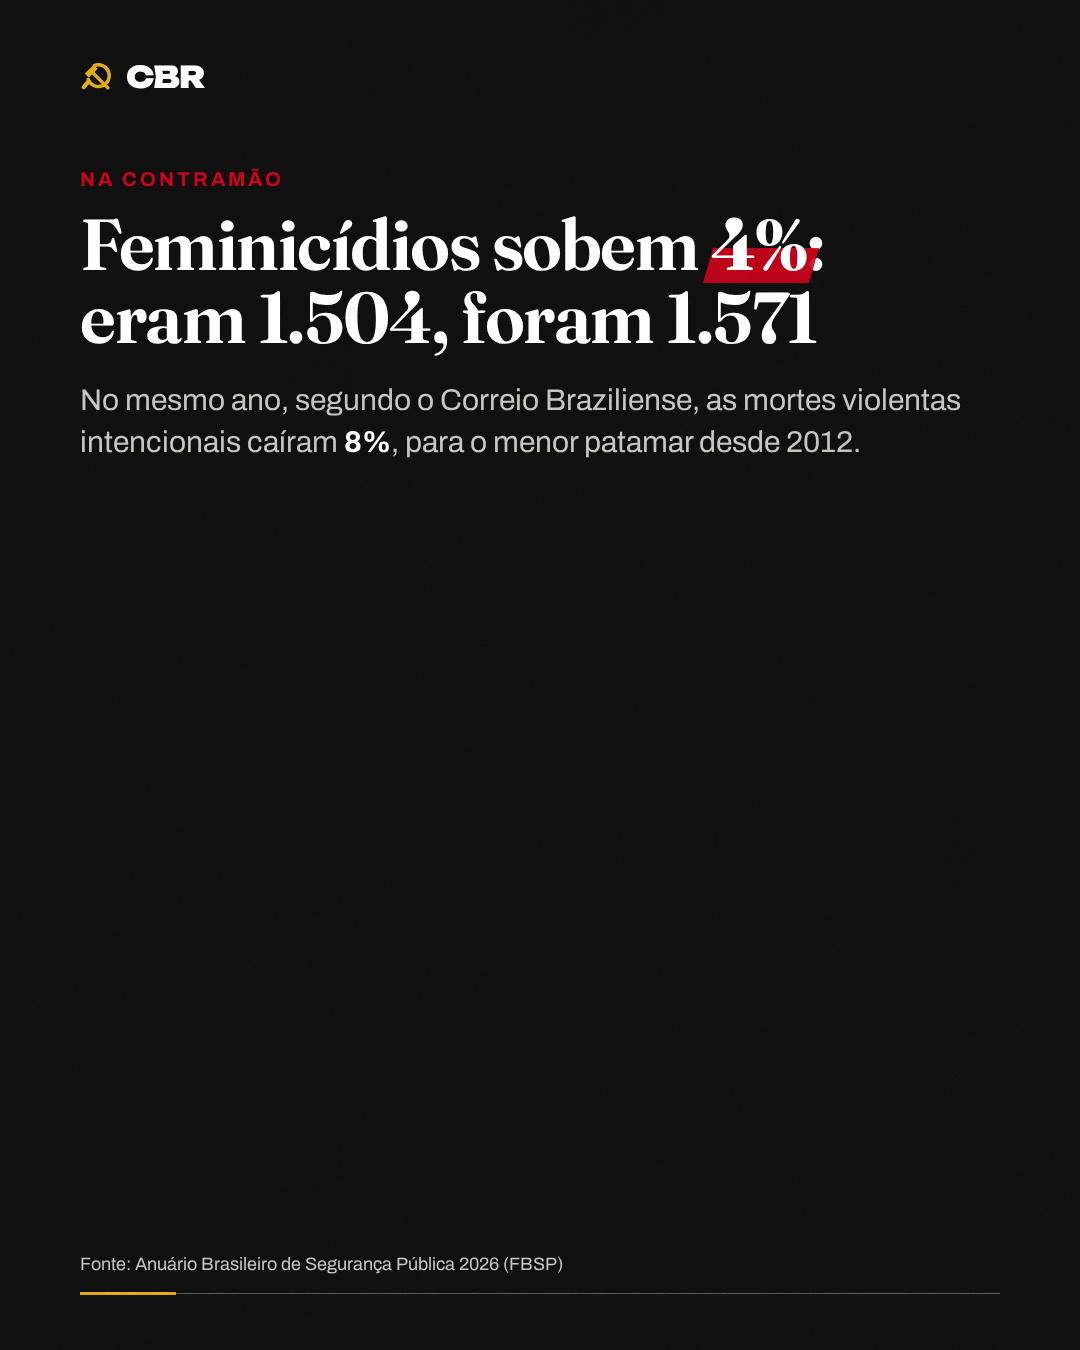 CBR
NA CONTRAMÃO
Feminicídios sobem 4%:
eram 1.504, foram 1.571
No mesmo ano, segundo o Correio Braziliense, as mortes violentas
intencionais caíram 8%, para o menor patamar desde 2012.
Fonte: Anuário Brasileiro de Segurança Pública 2026 (FBSP)